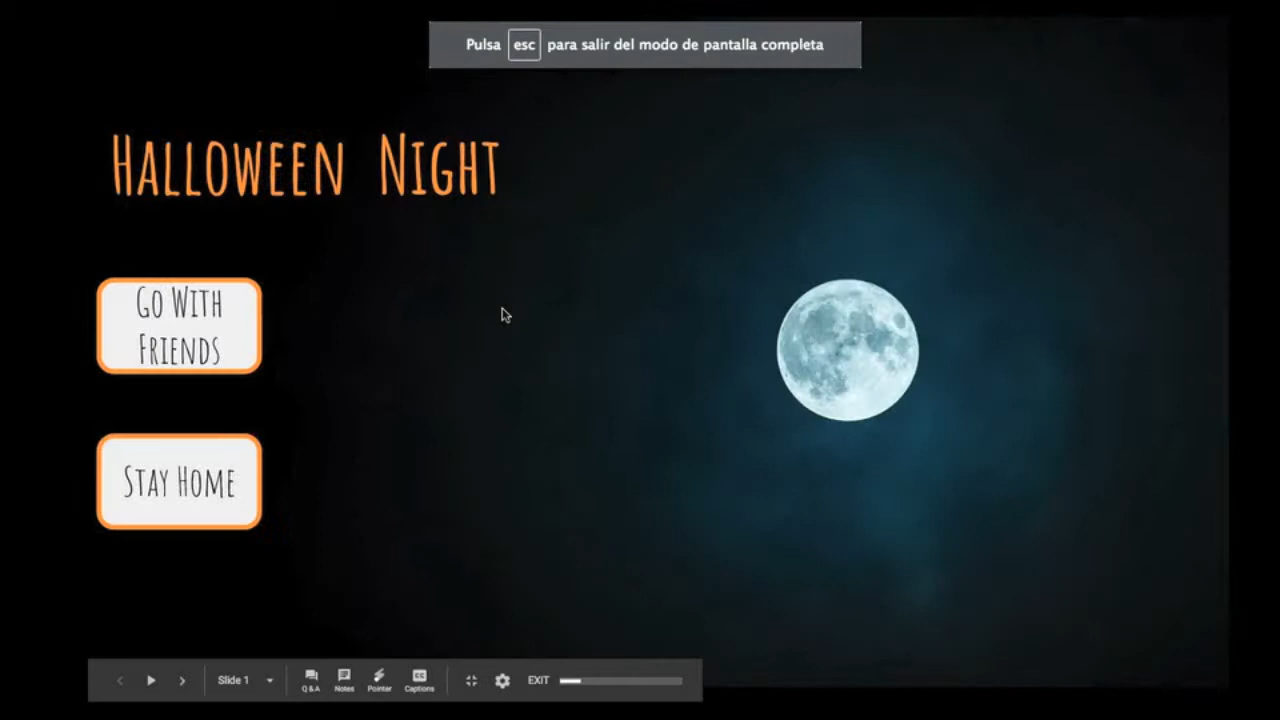 Pulsa esc para salir del modo de pantalla completa
HALLOWEEN NIGHT
GO WITH
FRIENDS
STAY HOME
Slide 1
Q&A
Notes
Pointer
CC
Captions
EXIT